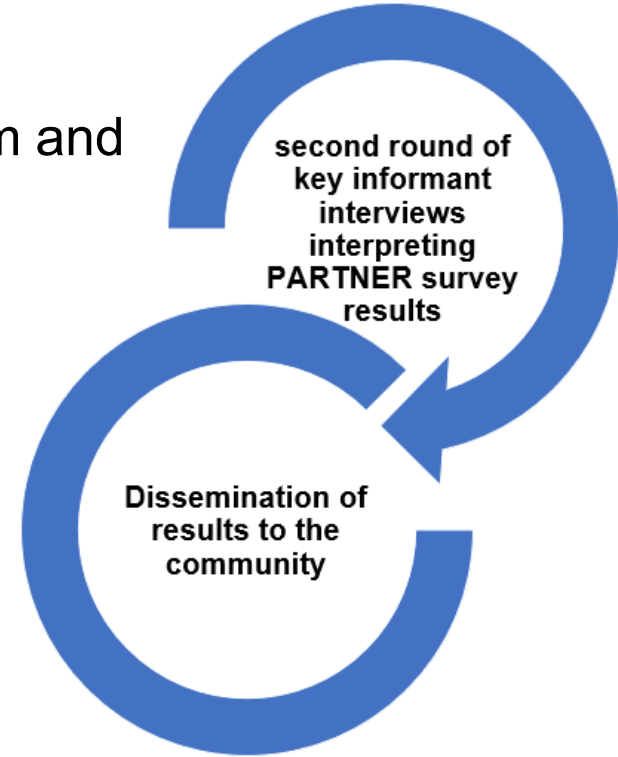 and
second round of
key informant
interviews
interpreting
PARTNER survey
results
Dissemination of
results to the
community